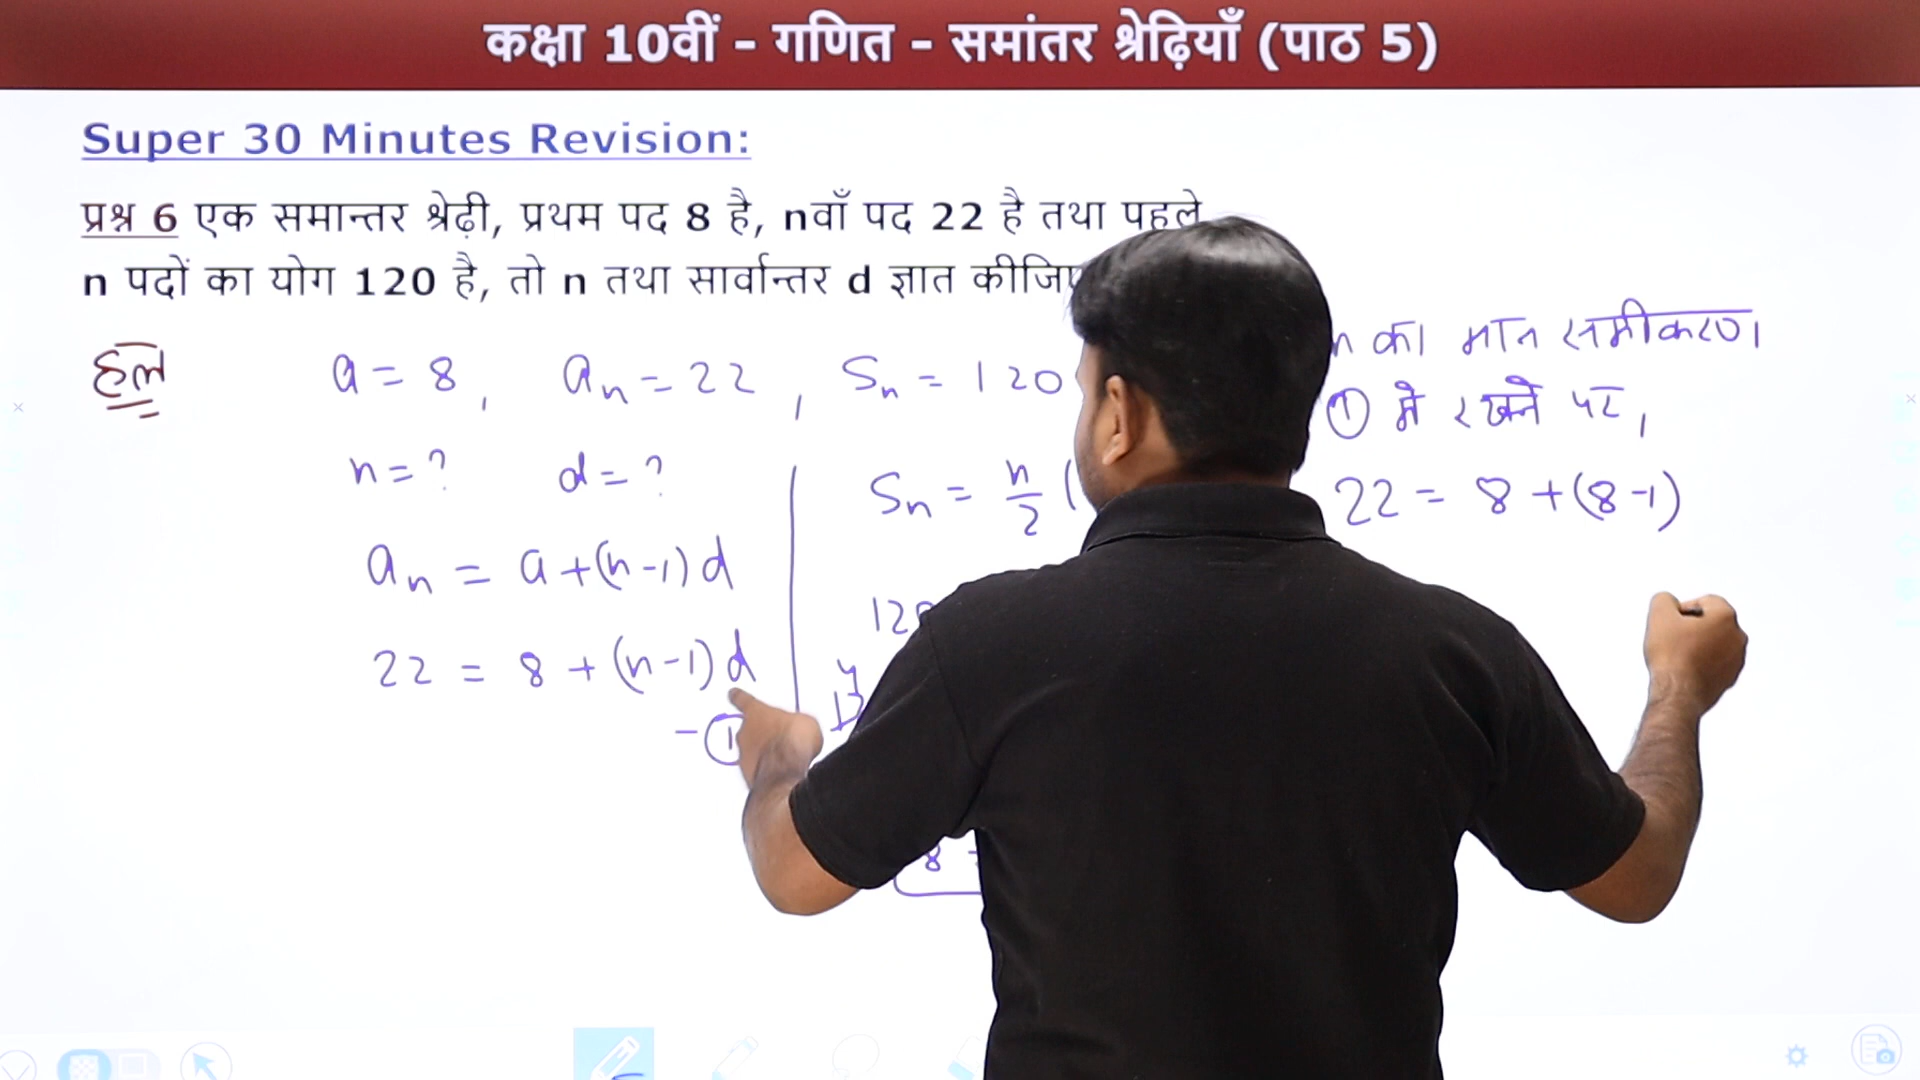 कक्षा 10वीं - गणित - समांतर श्रेढ़ियाँ (पाठ 5)
Super 30 Minutes Revision:
प्रश्न 6 एक समान्तर श्रेढ़ी, प्रथम पद 8 है, nवाँ पद 22 है तथा पहले
n पदों का योग 120 है, तो n तथा सार्वान्तर d ज्ञात
हल
a = 8, an = 22, Sn = 120
n = ? d = ?
an = a + (n-1) d
22 = 8 + (n-1) d
- ①
Sn = n/2 (
120
8
n का मान समीकरण
① में रखने पर,
22 = 8 + (8-1)